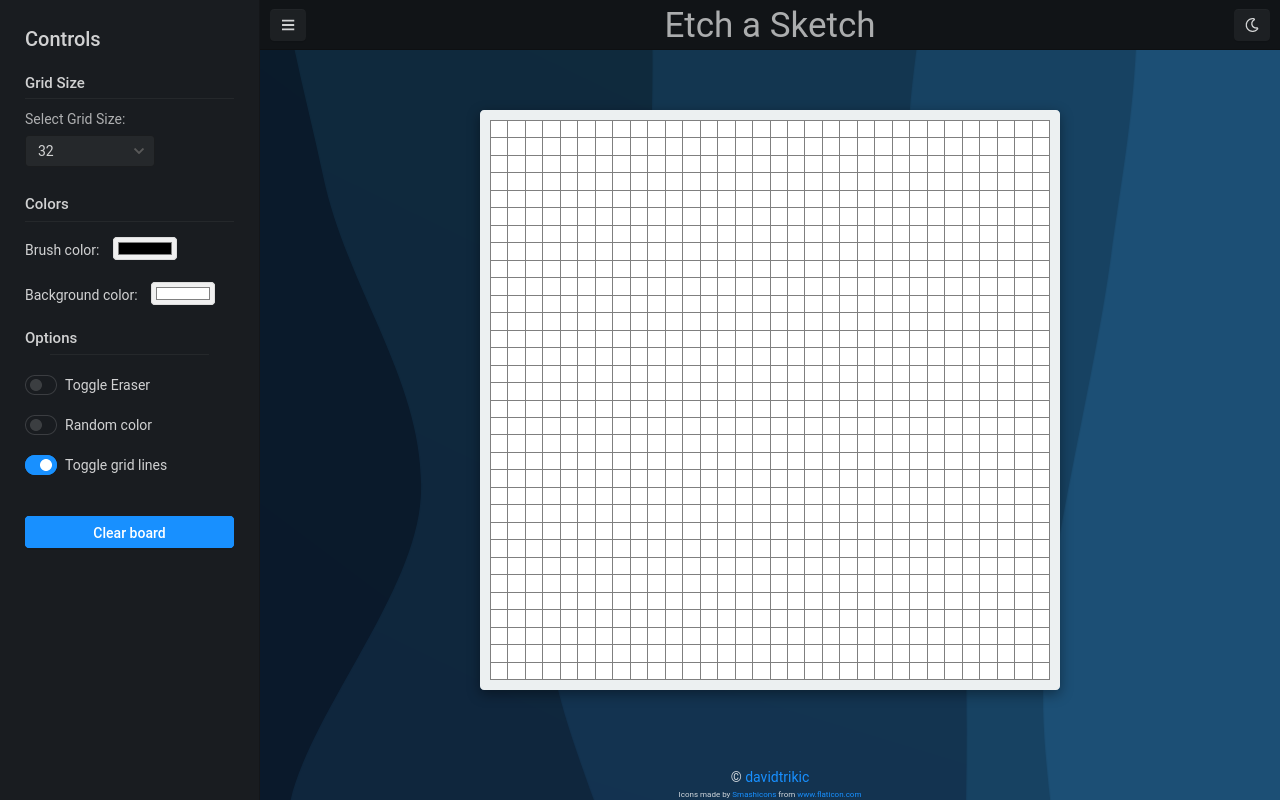 Controls
Grid Size
Select Grid Size:
32
Colors
Brush color:
Background color:
Options
Toggle Eraser
Random color
Toggle grid lines
Clear board
Etch a Sketch
© davidtrikic
Icons made by Smashicons from www.flaticon.com